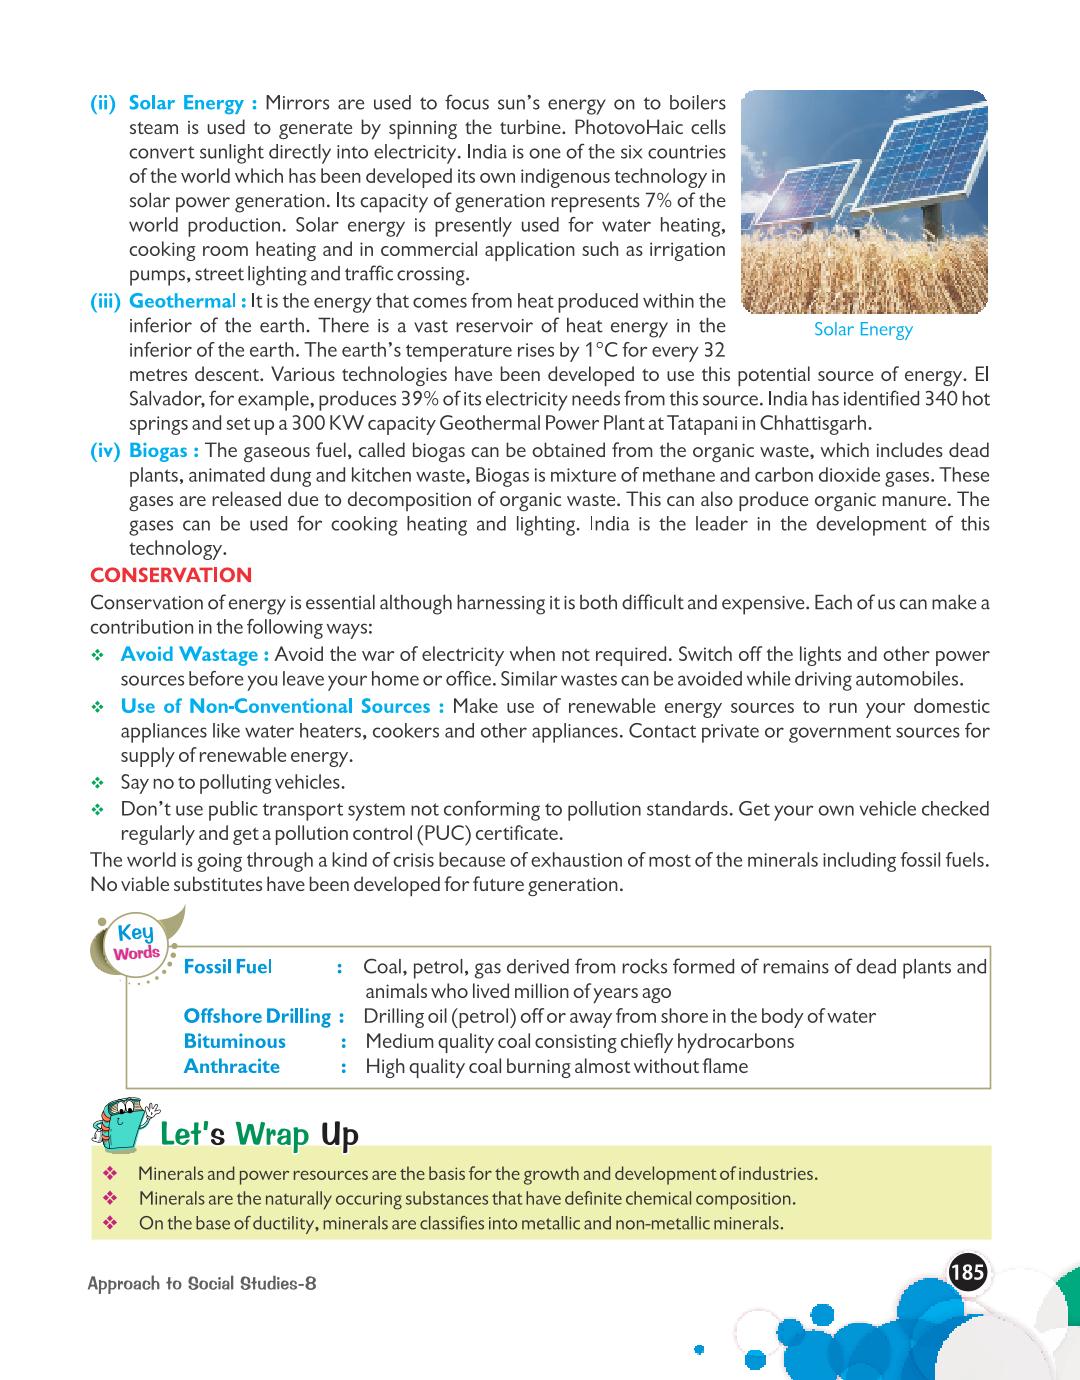 (ii) Solar Energy : Mirrors are used to focus sun's energy on to boilers
steam is used to generate by spinning the turbine. PhotovoHaic cells
convert sunlight directly into electricity. India is one of the six countries
of the world which has been developed its own indigenous technology in
solar power generation. Its capacity of generation represents 7% of the
world production. Solar energy is presently used for water heating,
cooking room heating and in commercial application such as irrigation
pumps, street lighting and traffic crossing.
Solar Energy
(iii) Geothermal : It is the energy that comes from heat produced within the
inferior of the earth. There is a vast reservoir of heat energy in the
inferior of the earth. The earth's temperature rises by 1°C for every 32
metres descent. Various technologies have been developed to use this potential source of energy. El
Salvador, for example, produces 39% of its electricity needs from this source. India has identified 340 hot
springs and set up a 300 KW capacity Geothermal Power Plant at Tatapani in Chhattisgarh.
(iv) Biogas : The gaseous fuel, called biogas can be obtained from the organic waste, which includes dead
plants, animated dung and kitchen waste, Biogas is mixture of methane and carbon dioxide gases. These
gases are released due to decomposition of organic waste. This can also produce organic manure. The
gases can be used for cooking heating and lighting. India is the leader in the development of this
technology.
CONSERVATION
Conservation of energy is essential although harnessing it is both difficult and expensive. Each of us can make a
contribution in the following ways:
❖ Avoid Wastage : Avoid the war of electricity when not required. Switch off the lights and other power
sources before you leave your home or office. Similar wastes can be avoided while driving automobiles.
❖ Use of Non-Conventional Sources : Make use of renewable energy sources to run your domestic
appliances like water heaters, cookers and other appliances. Contact private or government sources for
supply of renewable energy.
❖ Say no to polluting vehicles.
❖ Don't use public transport system not conforming to pollution standards. Get your own vehicle checked
regularly and get a pollution control (PUC) certificate.
The world is going through a kind of crisis because of exhaustion of most of the minerals including fossil fuels.
No viable substitutes have been developed for future generation.
Key
Words
Fossil Fuel : Coal, petrol, gas derived from rocks formed of remains of dead plants and
animals who lived million of years ago
Offshore Drilling : Drilling oil (petrol) off or away from shore in the body of water
Bituminous : Medium quality coal consisting chiefly hydrocarbons
Anthracite : High quality coal burning almost without flame
Let's Wrap Up
❖ Minerals and power resources are the basis for the growth and development of industries.
❖ Minerals are the naturally occuring substances that have definite chemical composition.
❖ On the base of ductility, minerals are classifies into metallic and non-metallic minerals.
Approach to Social Studies-8
185